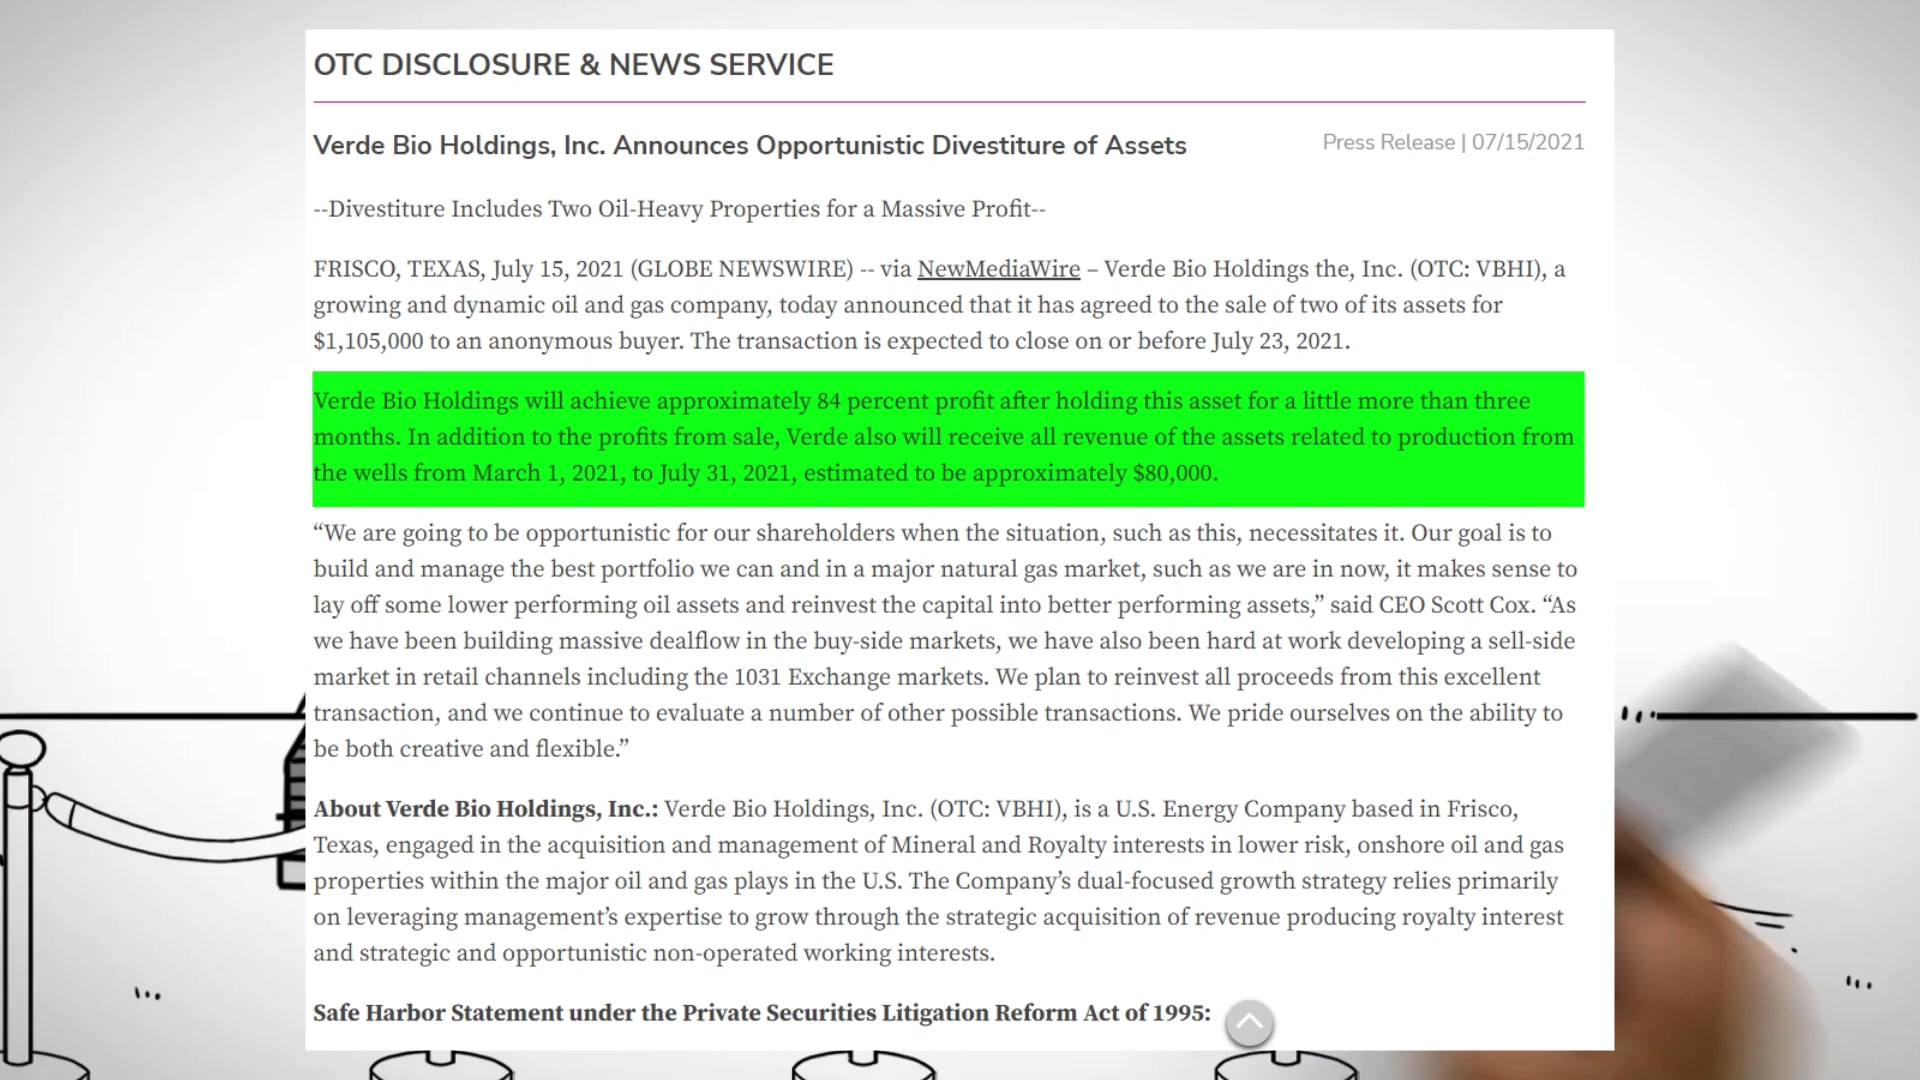 OTC DISCLOSURE & NEWS SERVICE
Verde Bio Holdings, Inc. Announces Opportunistic Divestiture of Assets
Press Release | 07/15/2021
--Divestiture Includes Two Oil-Heavy Properties for a Massive Profit--
FRISCO, TEXAS, July 15, 2021 (GLOBE NEWSWIRE) -- via NewMediaWire – Verde Bio Holdings the, Inc. (OTC: VBHI), a
growing and dynamic oil and gas company, today announced that it has agreed to the sale of two of its assets for
$1,105,000 to an anonymous buyer. The transaction is expected to close on or before July 23, 2021.
Verde Bio Holdings will achieve approximately 84 percent profit after holding this asset for a little more than three
months. In addition to the profits from sale, Verde also will receive all revenue of the assets related to production from
the wells from March 1, 2021, to July 31, 2021, estimated to be approximately $80,000.
“We are going to be opportunistic for our shareholders when the situation, such as this, necessitates it. Our goal is to
build and manage the best portfolio we can and in a major natural gas market, such as we are in now, it makes sense to
lay off some lower performing oil assets and reinvest the capital into better performing assets,” said CEO Scott Cox. “As
we have been building massive dealflow in the buy-side markets, we have also been hard at work developing a sell-side
market in retail channels including the 1031 Exchange markets. We plan to reinvest all proceeds from this excellent
transaction, and we continue to evaluate a number of other possible transactions. We pride ourselves on the ability to
be both creative and flexible.”
About Verde Bio Holdings, Inc.: Verde Bio Holdings, Inc. (OTC: VBHI), is a U.S. Energy Company based in Frisco,
Texas, engaged in the acquisition and management of Mineral and Royalty interests in lower risk, onshore oil and gas
properties within the major oil and gas plays in the U.S. The Company’s dual-focused growth strategy relies primarily
on leveraging management’s expertise to grow through the strategic acquisition of revenue producing royalty interest
and strategic and opportunistic non-operated working interests.
Safe Harbor Statement under the Private Securities Litigation Reform Act of 1995: